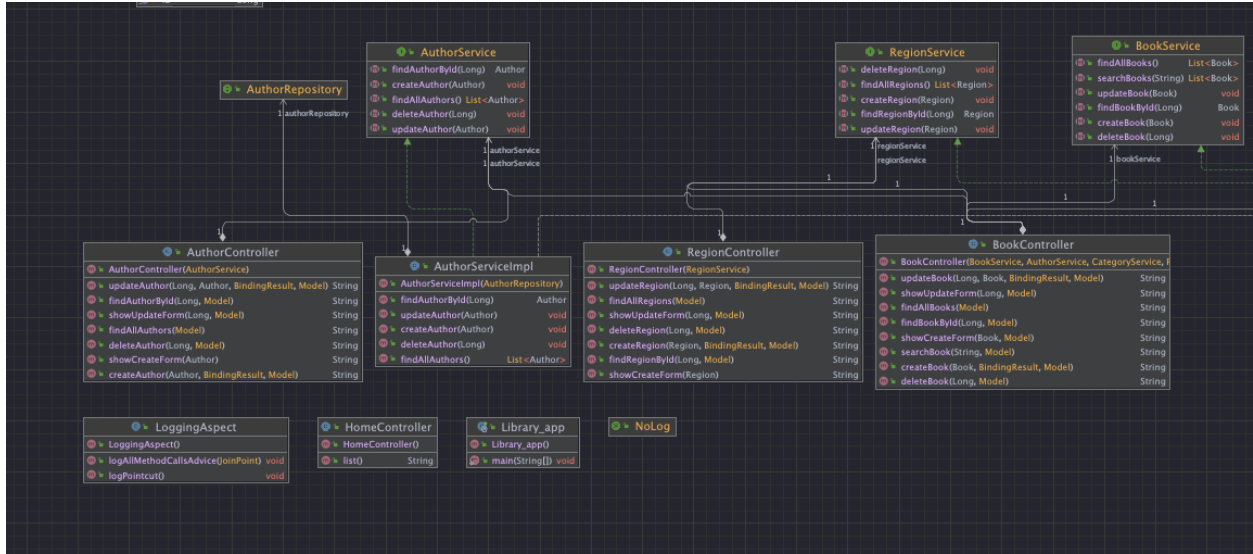 Long
AuthorService
findAuthorById(Long) Author
createAuthor(Author) void
findAllAuthors() List<Author>
deleteAuthor(Long) void
updateAuthor(Author) void
RegionService
deleteRegion(Long) void
findAllRegions() List<Region>
createRegion(Region) void
findRegionById(Long) Region
updateRegion(Region) void
BookService
findAllBooks() List<Book>
searchBooks(String) List<Book>
updateBook(Book) void
findBookById(Long) Book
createBook(Book) void
deleteBook(Long) void
AuthorRepository
1 authorRepository
1 authorService
1 authorService
1 regionService
regionService
1 bookService
1
1
1
1
1
1
1
1
AuthorController
AuthorController(AuthorService)
updateAuthor(Long, Author, BindingResult, Model) String
findAuthorById(Long, Model) String
showUpdateForm(Long, Model) String
findAllAuthors(Model) String
deleteAuthor(Long, Model) String
showCreateForm(Author) String
createAuthor(Author, BindingResult, Model) String
AuthorServiceImpl
AuthorServiceImpl(AuthorRepository)
findAuthorById(Long) Author
updateAuthor(Author) void
createAuthor(Author) void
deleteAuthor(Long) void
findAllAuthors() List<Author>
RegionController
RegionController(RegionService)
updateRegion(Long, Region, BindingResult, Model) String
findAllRegions(Model) String
showUpdateForm(Long, Model) String
deleteRegion(Long, Model) String
createRegion(Region, BindingResult, Model) String
findRegionById(Long, Model) String
showCreateForm(Region) String
BookController
BookController(BookService, AuthorService, CategoryService,
updateBook(Long, Book, BindingResult, Model) String
showUpdateForm(Long, Model) String
findAllBooks(Model) String
findBookById(Long, Model) String
showCreateForm(Book, Model) String
searchBook(String, Model) String
createBook(Book, BindingResult, Model) String
deleteBook(Long, Model) String
LoggingAspect
LoggingAspect()
logAllMethodCallsAdvice(JoinPoint) void
logPointcut() void
HomeController
HomeController()
list() String
Library_app
Library_app()
main(String[]) void
NoLog